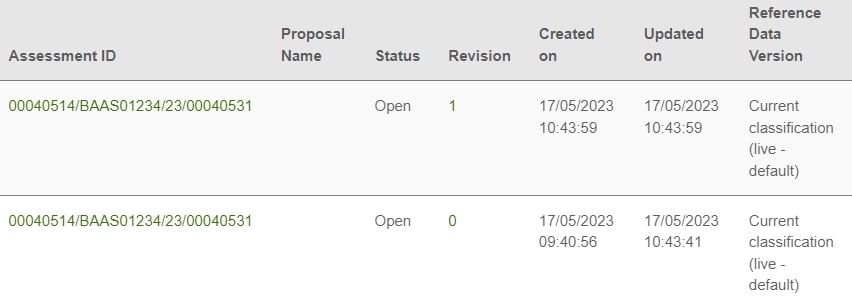 Assessment ID
Proposal
Name
Status
Revision
Created
on
Updated
on
Reference
Data
Version
00040514/BAAS01234/23/00040531
Open
1
17/05/2023
10:43:59
17/05/2023
10:43:59
Current
classification
(live -
default)
00040514/BAAS01234/23/00040531
Open
0
17/05/2023
09:40:56
17/05/2023
10:43:41
Current
classification
(live -
default)